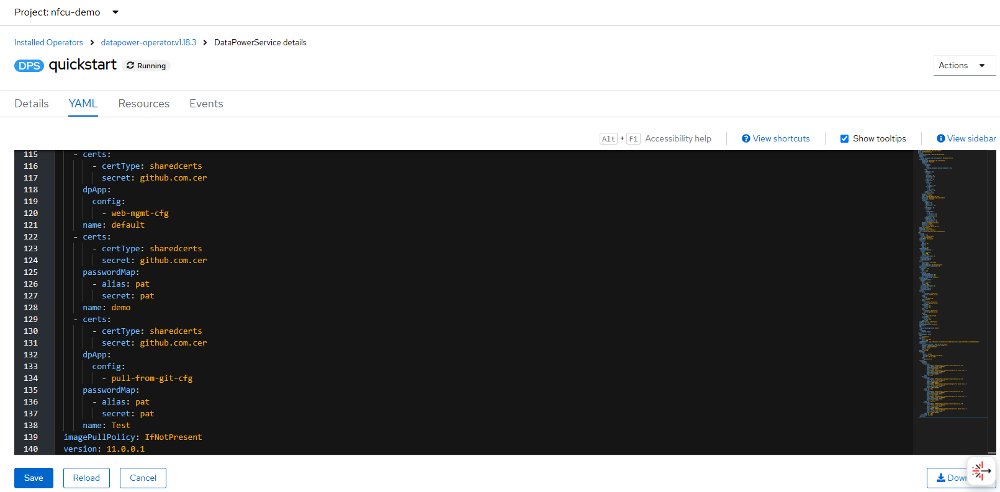 Project: nfcu-demo
Installed Operators > datapower-operator.v1.18.3 > DataPowerService details
DPS quickstart Running
Actions
Details YAML Resources Events
Alt + F1 Accessibility help View shortcuts Show tooltips View sidebar
115 - certs:
116 - certType: sharedcerts
117 secret: github.com.cer
118 dpApp:
119 config:
120 - web-mgmt-cfg
121 name: default
122 - certs:
123 - certType: sharedcerts
124 secret: github.com.cer
125 passwordMap:
126 - alias: pat
127 secret: pat
128 name: demo
129 - certs:
130 - certType: sharedcerts
131 secret: github.com.cer
132 dpApp:
133 config:
134 - pull-from-git-cfg
135 passwordMap:
136 - alias: pat
137 secret: pat
138 name: Test
139 imagePullPolicy: IfNotPresent
140 version: 11.0.0.1
Save Reload Cancel